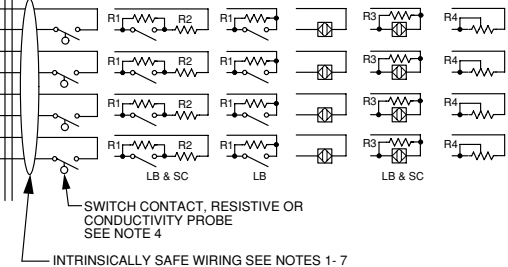 R1 R2 R1 R3 R4
R1 R2 R1 R3 R4
R1 R2 R1 R3 R4
R1 R2 R1 R3 R4
LB & SC LB LB & SC
SWITCH CONTACT, RESISTIVE OR
CONDUCTIVITY PROBE
SEE NOTE 4
INTRINSICALLY SAFE WIRING SEE NOTES 1- 7